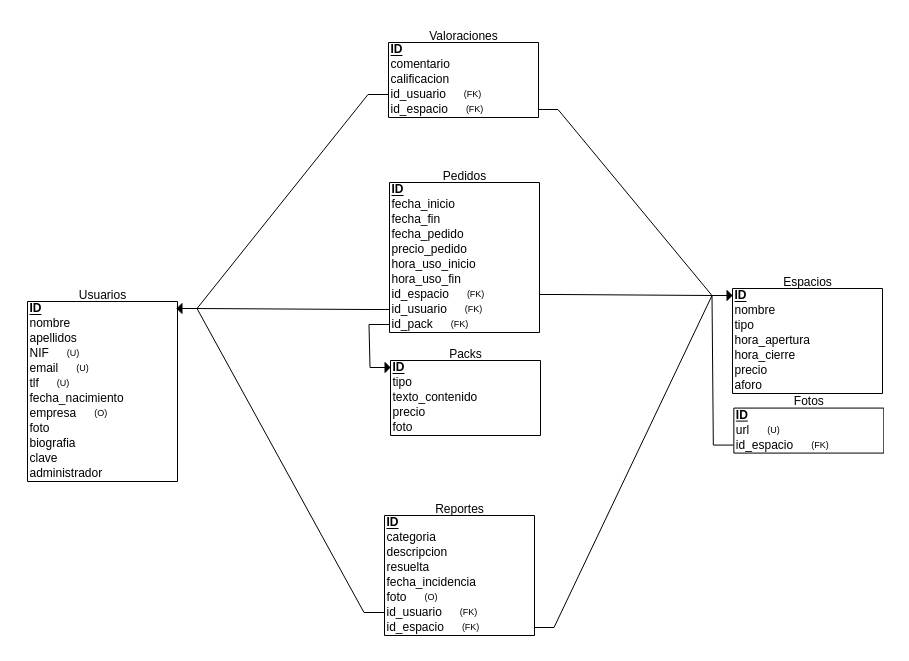 Valoraciones
ID
comentario
calificacion
id_usuario (FK)
id_espacio (FK)
Pedidos
ID
fecha_inicio
fecha_fin
fecha_pedido
precio_pedido
hora_uso_inicio
hora_uso_fin
id_espacio (FK)
id_usuario (FK)
id_pack (FK)
Usuarios
ID
nombre
apellidos
NIF (U)
email (U)
tlf (U)
fecha_nacimiento
empresa (O)
foto
biografia
clave
administrador
Packs
ID
tipo
texto_contenido
precio
foto
Espacios
ID
nombre
tipo
hora_apertura
hora_cierre
precio
aforo
Fotos
ID
url (U)
id_espacio (FK)
Reportes
ID
categoria
descripcion
resuelta
fecha_incidencia
foto (O)
id_usuario (FK)
id_espacio (FK)